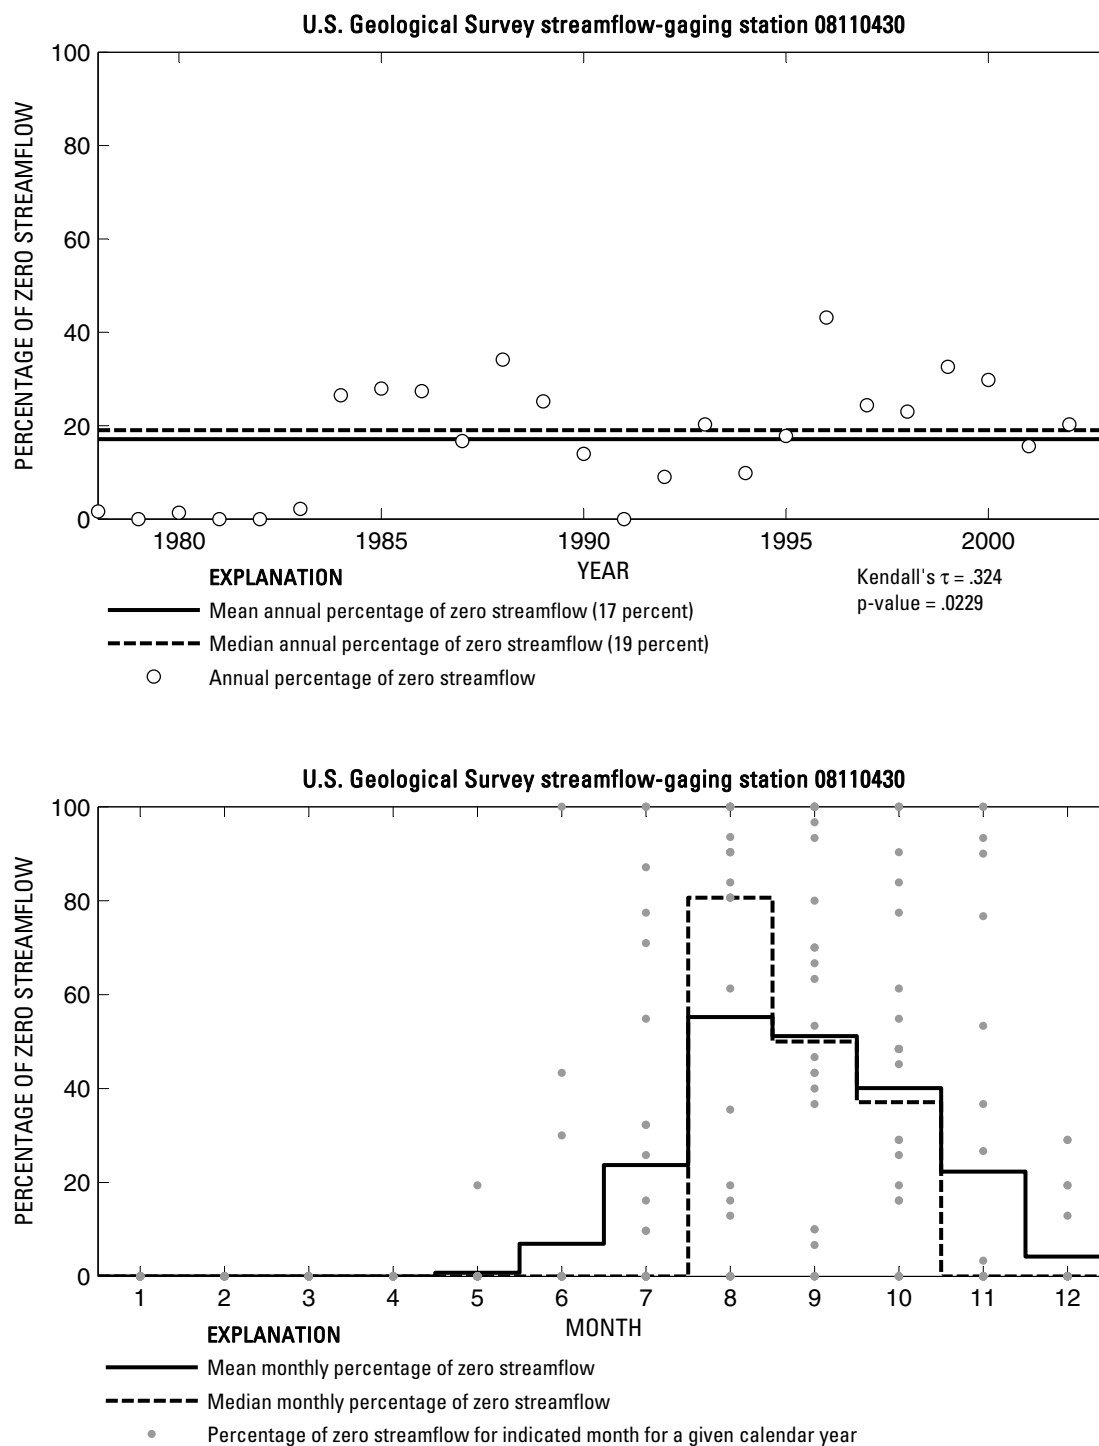 U.S. Geological Survey streamflow-gaging station 08110430
PERCENTAGE OF ZERO STREAMFLOW
100
80
60
40
20
0
1980 1985 1990 1995 2000
YEAR
Kendall's τ = .324
p-value = .0229
EXPLANATION
Mean annual percentage of zero streamflow (17 percent)
Median annual percentage of zero streamflow (19 percent)
Annual percentage of zero streamflow
U.S. Geological Survey streamflow-gaging station 08110430
PERCENTAGE OF ZERO STREAMFLOW
100
80
60
40
20
0
1 2 3 4 5 6 7 8 9 10 11 12
MONTH
EXPLANATION
Mean monthly percentage of zero streamflow
Median monthly percentage of zero streamflow
Percentage of zero streamflow for indicated month for a given calendar year